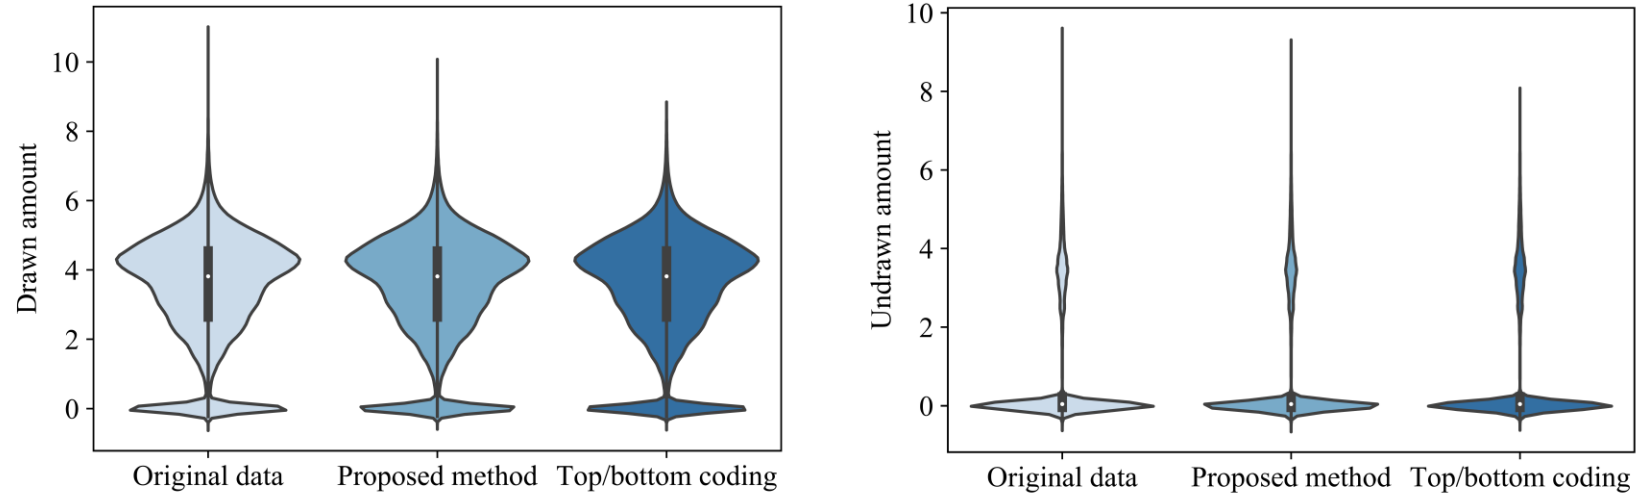 Drawn amount
10
8
6
4
2
0
Original data
Proposed method
Top/bottom coding
Undrawn amount
10
8
6
4
2
0
Original data
Proposed method
Top/bottom coding